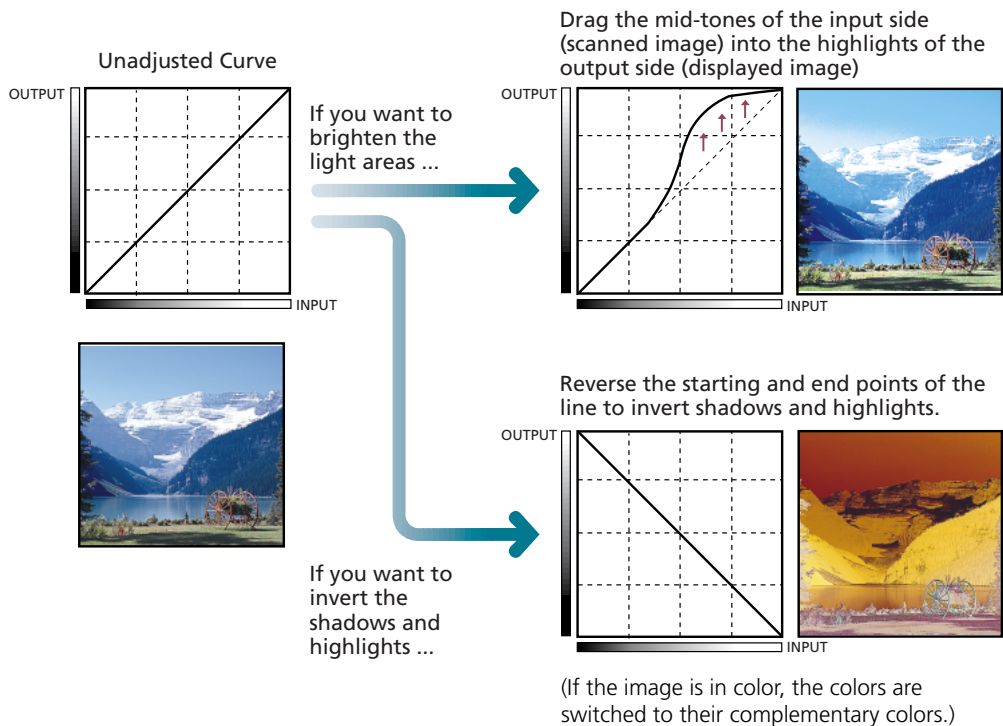 Unadjusted Curve
OUTPUT
INPUT
If you want to
brighten the
light areas ...
Drag the mid-tones of the input side
(scanned image) into the highlights of the
output side (displayed image)
OUTPUT
INPUT
If you want to
invert the
shadows and
highlights ...
Reverse the starting and end points of the
line to invert shadows and highlights.
OUTPUT
INPUT
(If the image is in color, the colors are
switched to their complementary colors.)